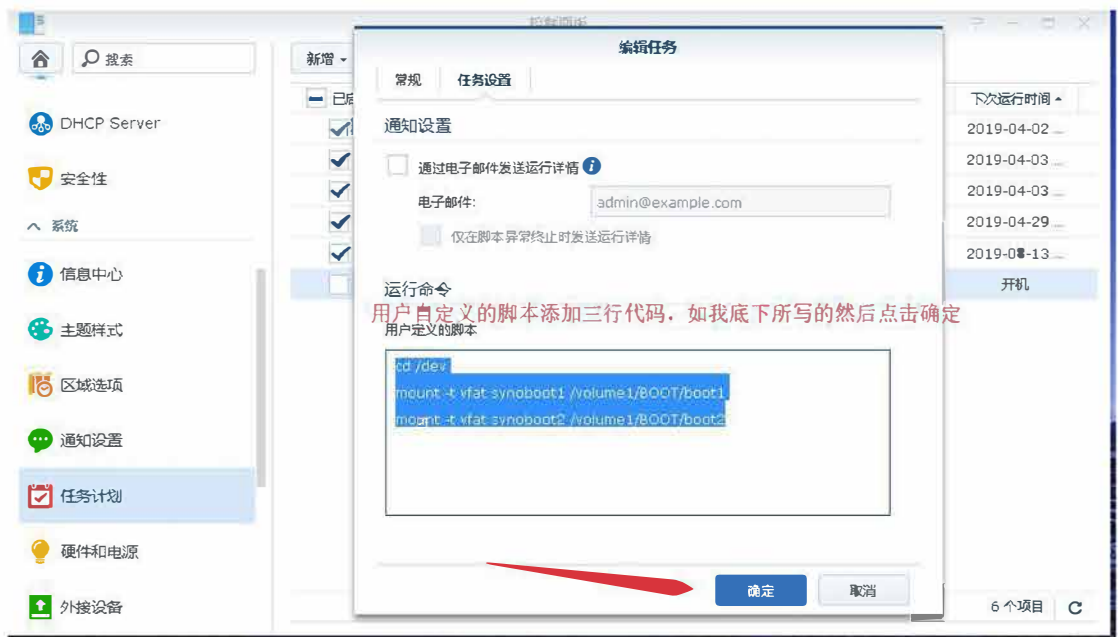 控制面板
搜索
DHCP Server
安全性
系统
信息中心
主题样式
区域选项
通知设置
任务计划
硬件和电源
外接设备
新增
已启
编辑任务
常规
任务设置
通知设置
通过电子邮件发送运行详情
电子邮件:
admin@example.com
仅在脚本异常终止时发送运行详情
运行命令
用户自定义的脚本添加三行代码.如我底下所写的然后点击确定
用户定义的脚本
cd /dev
mount -t vfat synoboot1 /volume1/BOOT/boot1
mount -t vfat synoboot2 /volume1/BOOT/boot2
确定
取消
下次运行时间
2019-04-02 ...
2019-04-03 ...
2019-04-03 ...
2019-04-29 ...
开机
6 个项目